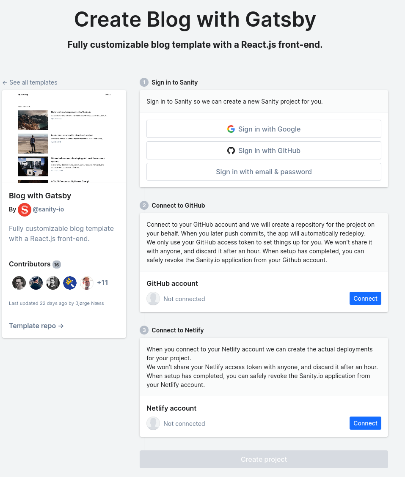 Create Blog with Gatsby
Fully customizable blog template with a React.js front-end.
← See all templates
Blog with Gatsby
By S @sanity-io
Fully customizable blog template
with a React.js front-end.
Contributors 16
+11
Last updated 22 days ago by Jørge Næss
Template repo →
1 Sign in to Sanity
Sign in to Sanity so we can create a new Sanity project for you.
Sign in with Google
Sign in with GitHub
Sign in with email & password
2 Connect to GitHub
Connect to your GitHub account and we will create a repository for the project on
your behalf. When you later push commits, the app will automatically redeploy.
We only use your GitHub access token to set things up for you. We won't share it
with anyone, and discard it after an hour. When setup has completed, you can
safely revoke the Sanity.io application from your Github account.
GitHub account
Not connected
Connect
3 Connect to Netlify
When you connect to your Netlify account we can create the actual deployments
for your project.
We won't share your Netlify access token with anyone, and discard it after an hour.
When setup has completed, you can safely revoke the Sanity.io application from
your Netlify account.
Netlify account
Not connected
Connect
Create project